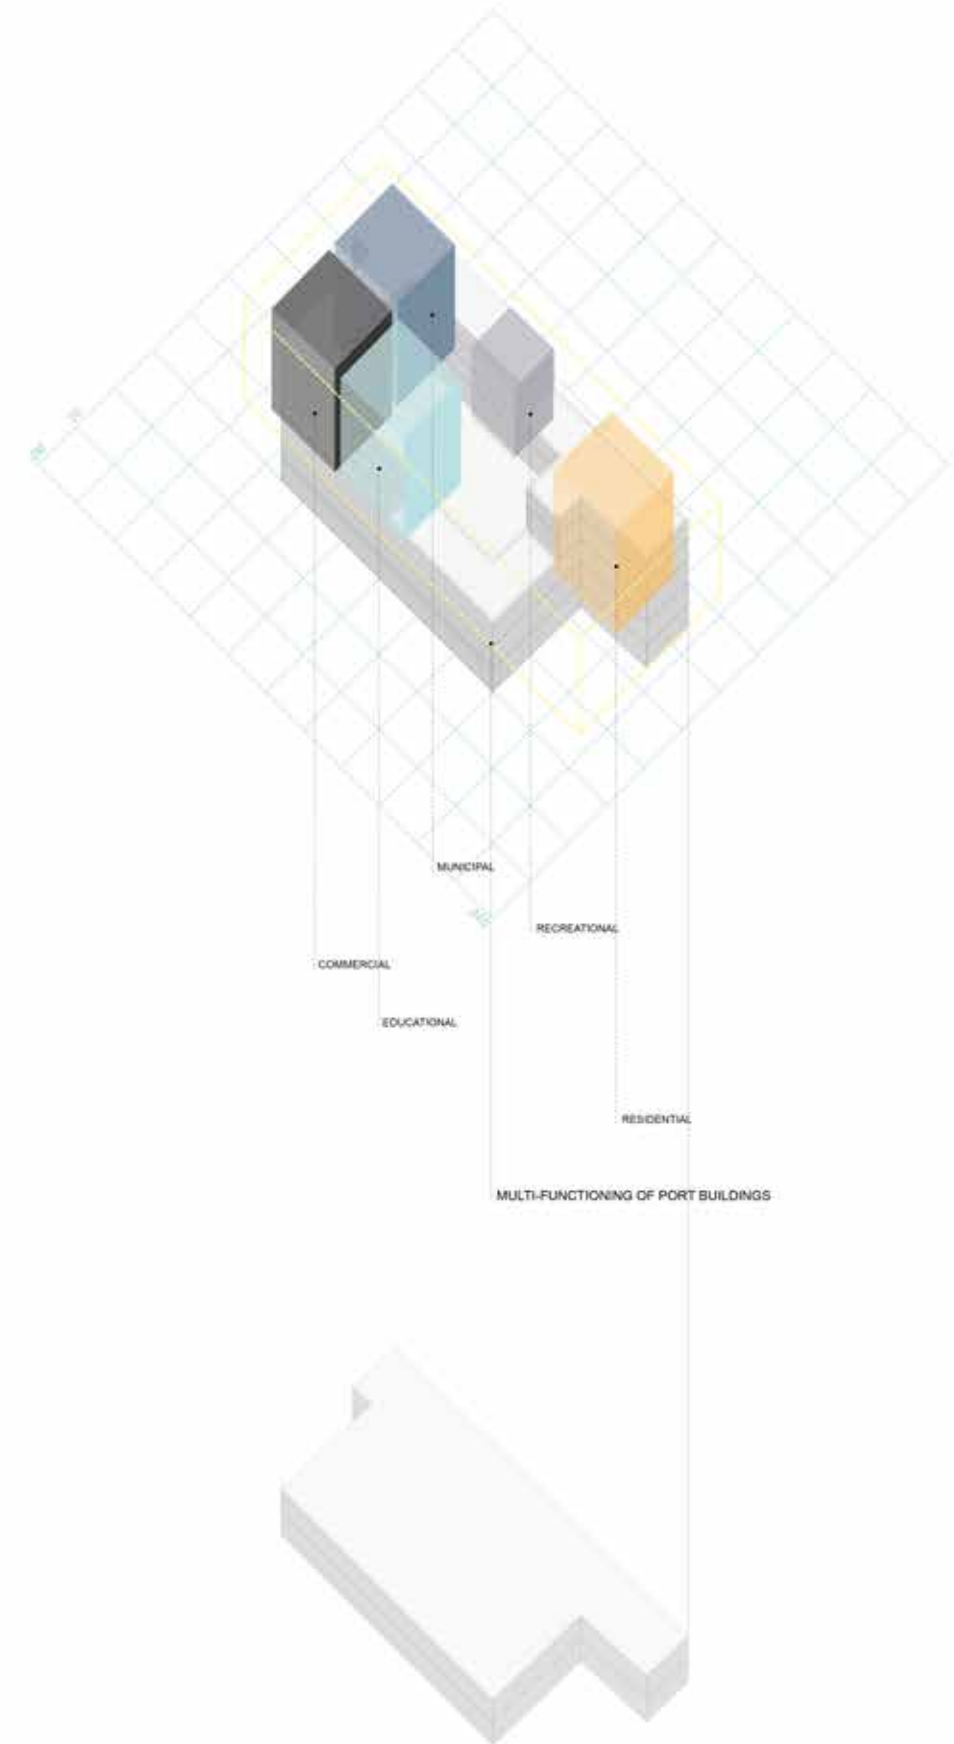 MUNICIPAL
RECREATIONAL
COMMERCIAL
EDUCATIONAL
RESIDENTIAL
MULTI-FUNCTIONING OF PORT BUILDINGS